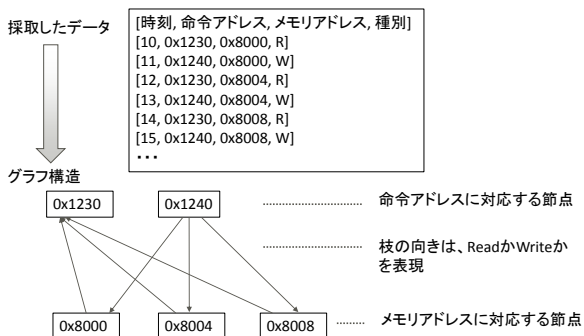 採取したデータ
[時刻, 命令アドレス, メモリアドレス, 種別]
[10, 0x1230, 0x8000, R]
[11, 0x1240, 0x8000, W]
[12, 0x1230, 0x8004, R]
[13, 0x1240, 0x8004, W]
[14, 0x1230, 0x8008, R]
[15, 0x1240, 0x8008, W]
・・・
グラフ構造
0x1230
0x1240
命令アドレスに対応する節点
枝の向きは、ReadかWriteか
を表現
0x8000
0x8004
0x8008
メモリアドレスに対応する節点